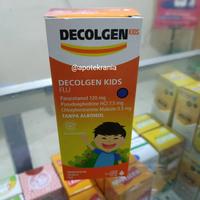 DECOLGEN KIDS
@apotekrania
DECOLGEN KIDS
FLU
Paracetamol 120 mg
Pseudoephedrine HCl 7.5 mg
Chlorpheniramine Maleate 0.5 mg
TANPA ALKOHOL